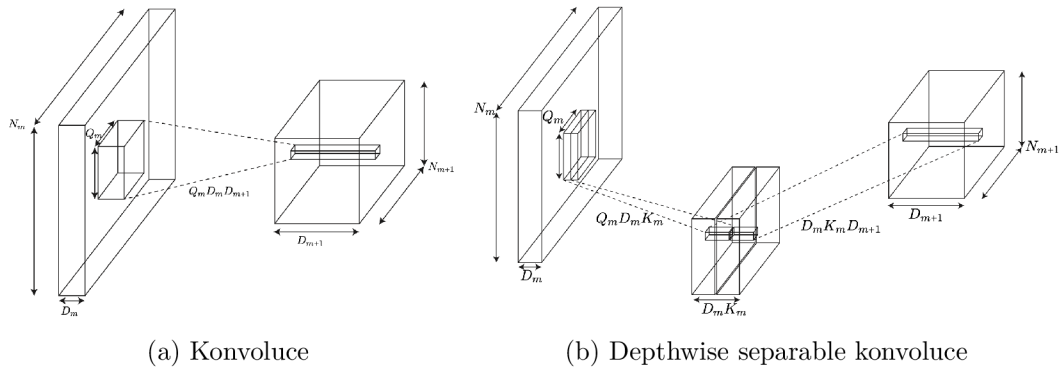 N_m
Q_m
Q_m D_m D_{m+1}
D_m
N_{m+1}
D_{m+1}
(a) Konvoluce
N_m
Q_m
Q_m D_m K_m
D_m
D_m K_m
D_m K_m D_{m+1}
N_{m+1}
D_{m+1}
(b) Depthwise separable konvoluce